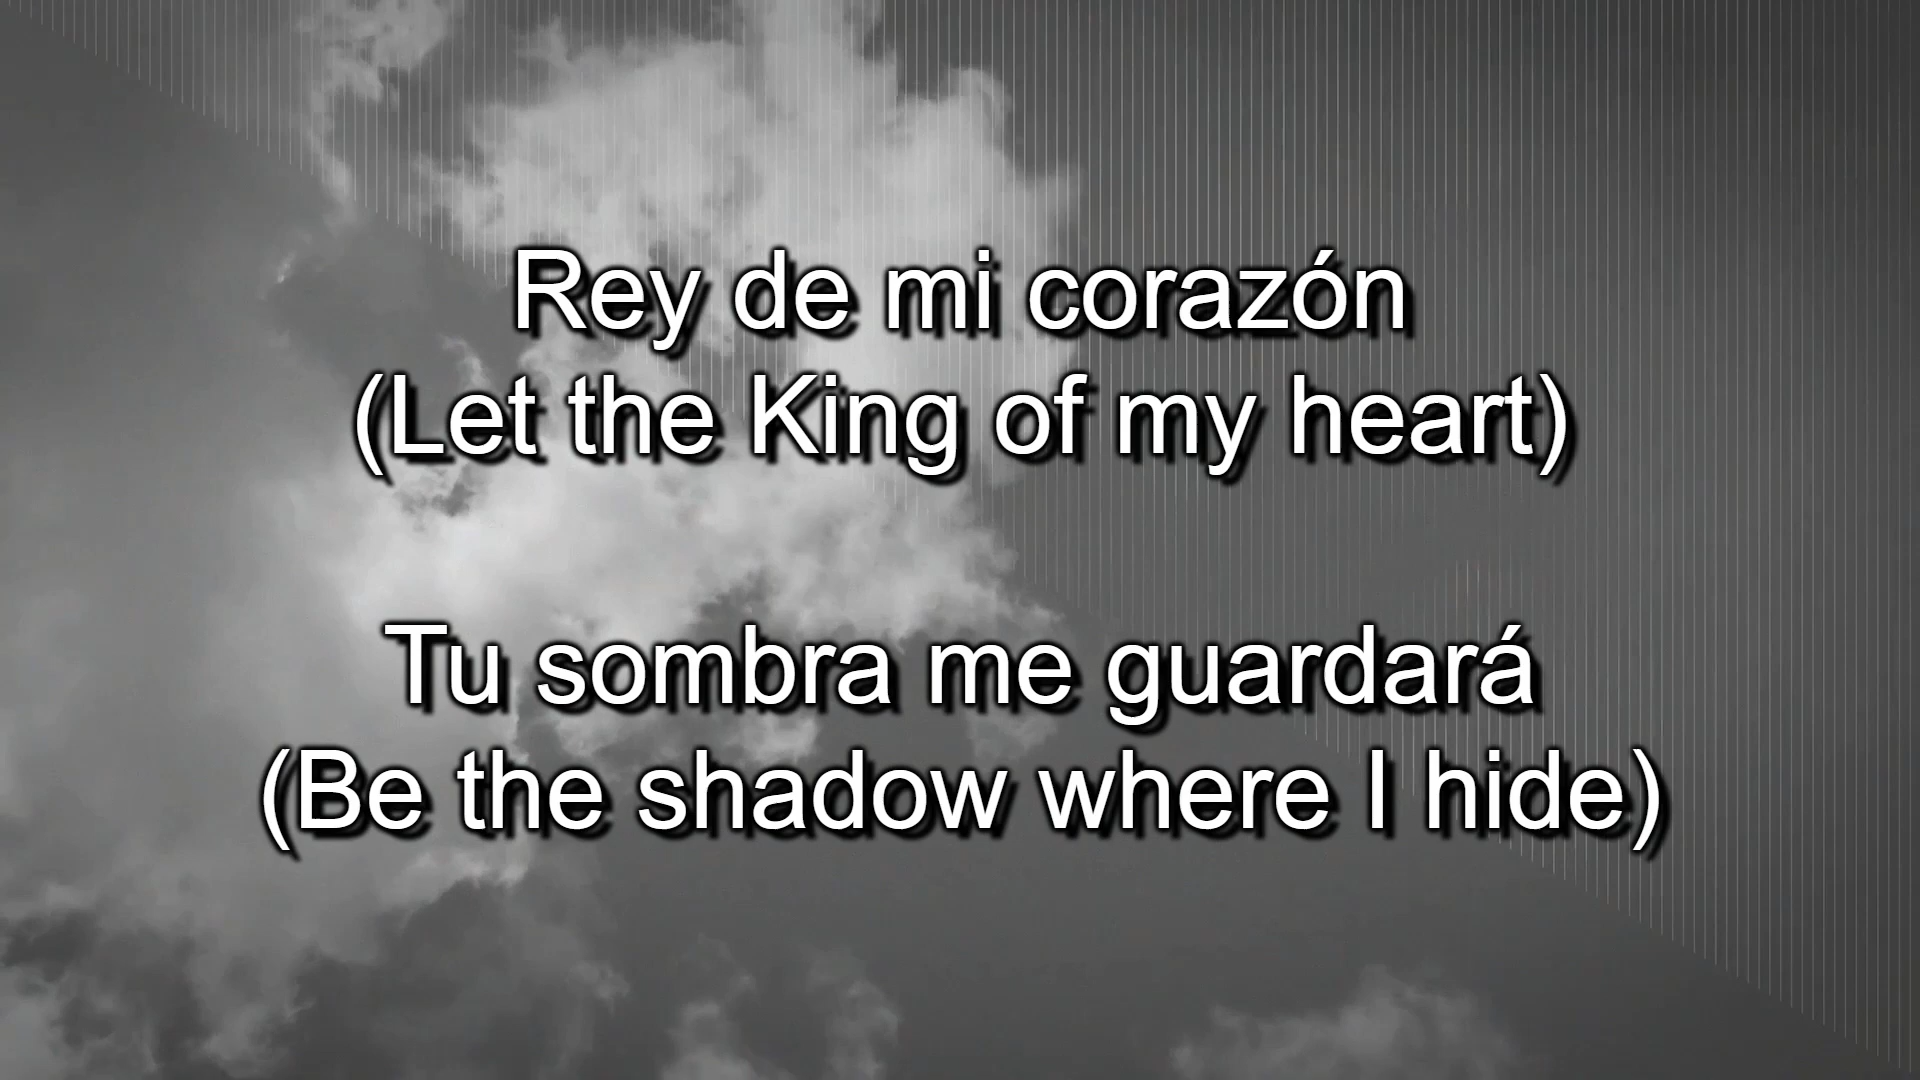 Rey de mi corazón
(Let the King of my heart)
Tu sombra me guardará
(Be the shadow where I hide)